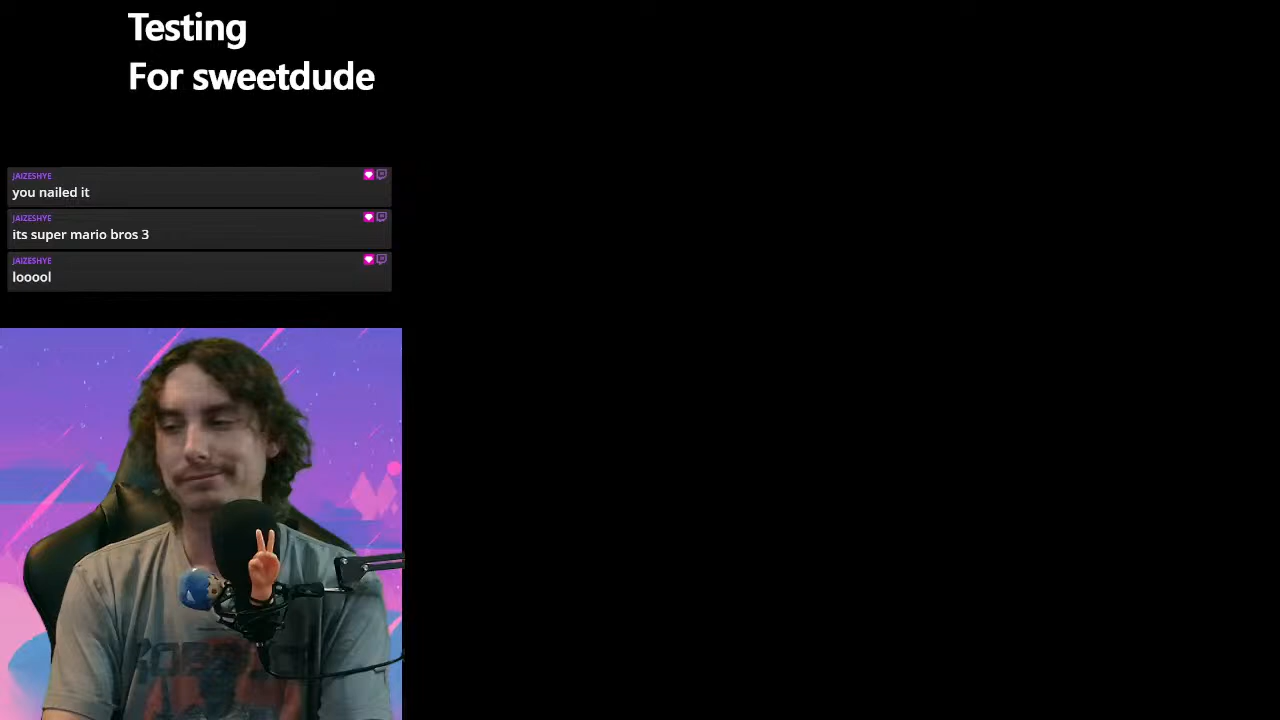 Testing
For sweetdude
JAIZESHYE
you nailed it
JAIZESHYE
its super mario bros 3
JAIZESHYE
looool